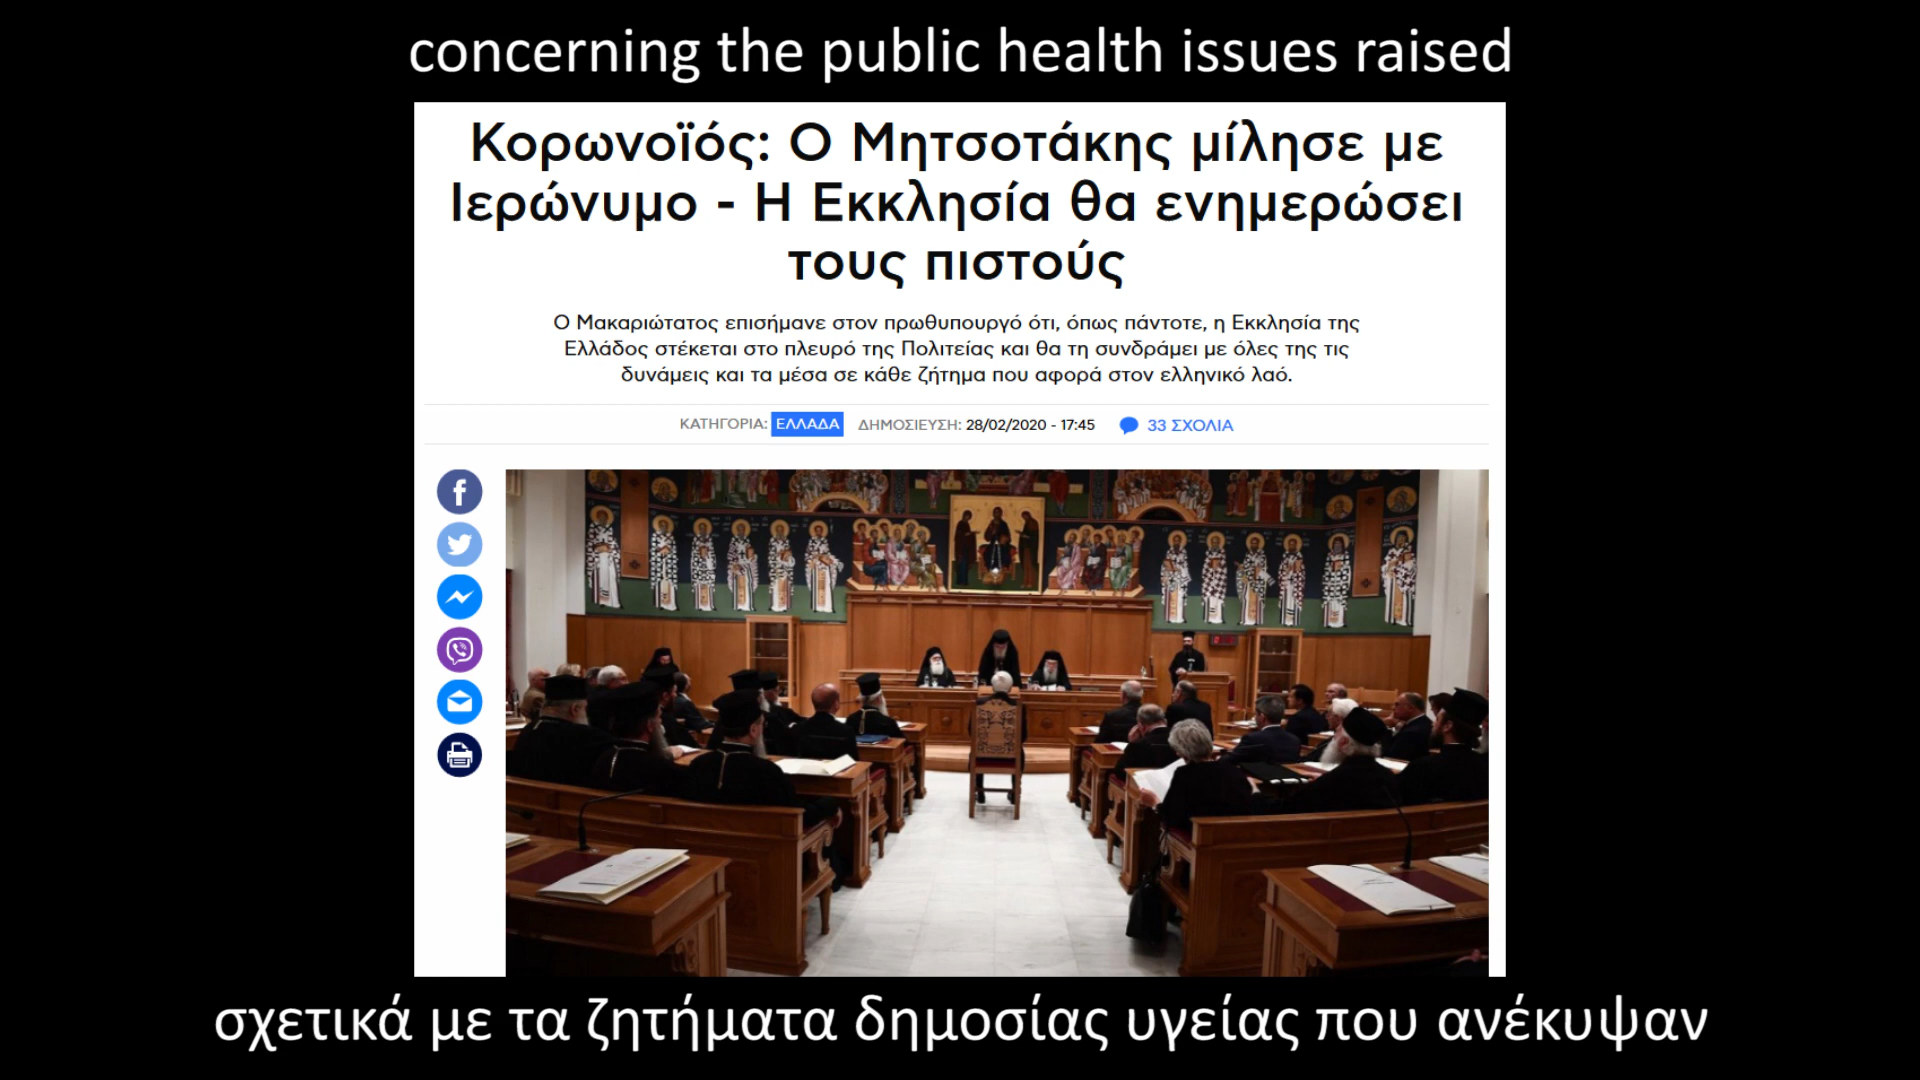 concerning the public health issues raised
Κορωνοϊός: Ο Μητσοτάκης μίλησε με
Ιερώνυμο - Η Εκκλησία θα ενημερώσει
τους πιστούς
Ο Μακαριώτατος επισήμανε στον πρωθυπουργό ότι, όπως πάντοτε, η Εκκλησία της
Ελλάδος στέκεται στο πλευρό της Πολιτείας και θα τη συνδράμει με όλες της τις
δυνάμεις και τα μέσα σε κάθε ζήτημα που αφορά στον ελληνικό λαό.
ΚΑΤΗΓΟΡΙΑ: ΕΛΛΑΔΑ ΔΗΜΟΣΙΕΥΣΗ: 28/02/2020 - 17:45 33 ΣΧΟΛΙΑ
σχετικά με τα ζητήματα δημοσίας υγείας που ανέκυψαν